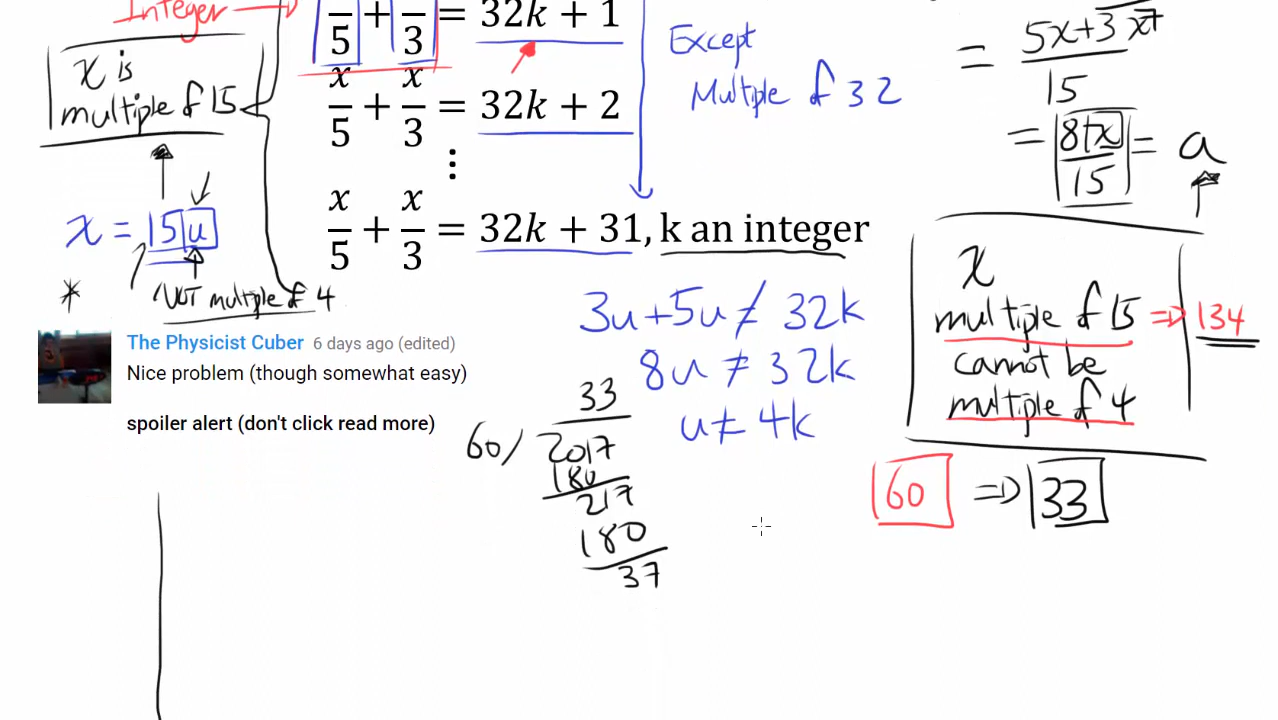 Integer
x is
multiple of 15
x = 15u
NOT multiple of 4
x/5 + x/3 = 32k + 1
x/5 + x/3 = 32k + 2
⋮
x/5 + x/3 = 32k + 31, k an integer
Except
Multiple of 32
3u+5u ≠ 32k
8u ≠ 32k
u ≠ 4k
= 5x+3x
15
= 8x/15 = a
x
multiple of 15 ⇒ 134
cannot be
multiple of 4
60 ⇒ 33
The Physicist Cuber 6 days ago (edited)
Nice problem (though somewhat easy)
spoiler alert (don't click read more)
33
60/2017
180
217
180
37